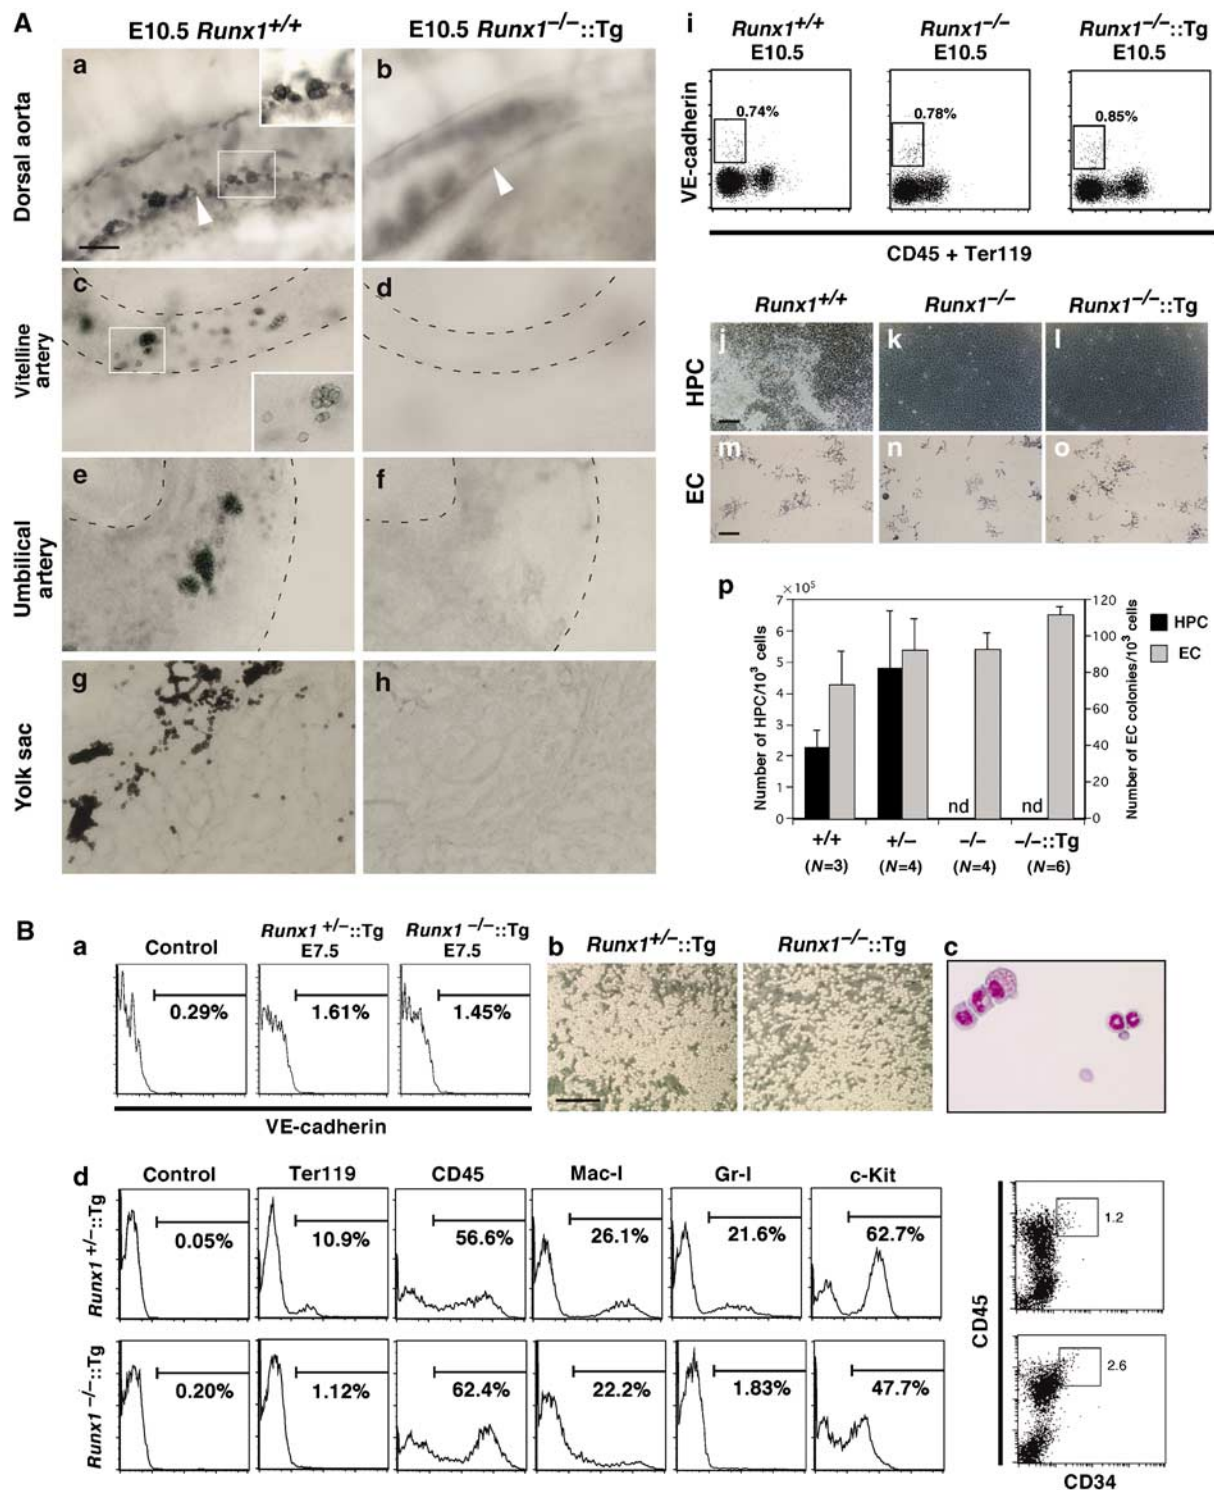 A
E10.5 Runx1+/+
E10.5 Runx1−/−::Tg
Dorsal aorta
a
b
Vitelline artery
c
d
Umbilical artery
e
f
Yolk sac
g
h
i
Runx1+/+ E10.5
Runx1−/− E10.5
Runx1−/−::Tg E10.5
VE-cadherin
0.74%
0.78%
0.85%
CD45 + Ter119
Runx1+/+
Runx1−/−
Runx1−/−::Tg
HPC
j
k
l
EC
m
n
o
p
×10⁵
Number of HPC/10³ cells
7
6
5
4
3
2
1
0
120
100
80
60
40
20
0
Number of EC colonies/10³ cells
HPC
EC
nd
nd
+/+
+/−
−/−
−/−::Tg
(N=3)
(N=4)
(N=4)
(N=6)
B
a
Control
Runx1 +/−::Tg E7.5
Runx1 −/−::Tg E7.5
0.29%
1.61%
1.45%
VE-cadherin
b
Runx1+/−::Tg
Runx1−/−::Tg
c
d
Control
Ter119
CD45
Mac-I
Gr-I
c-Kit
Runx1 +/−::Tg
0.05%
10.9%
56.6%
26.1%
21.6%
62.7%
Runx1 −/−::Tg
0.20%
1.12%
62.4%
22.2%
1.83%
47.7%
CD45
1.2
2.6
CD34